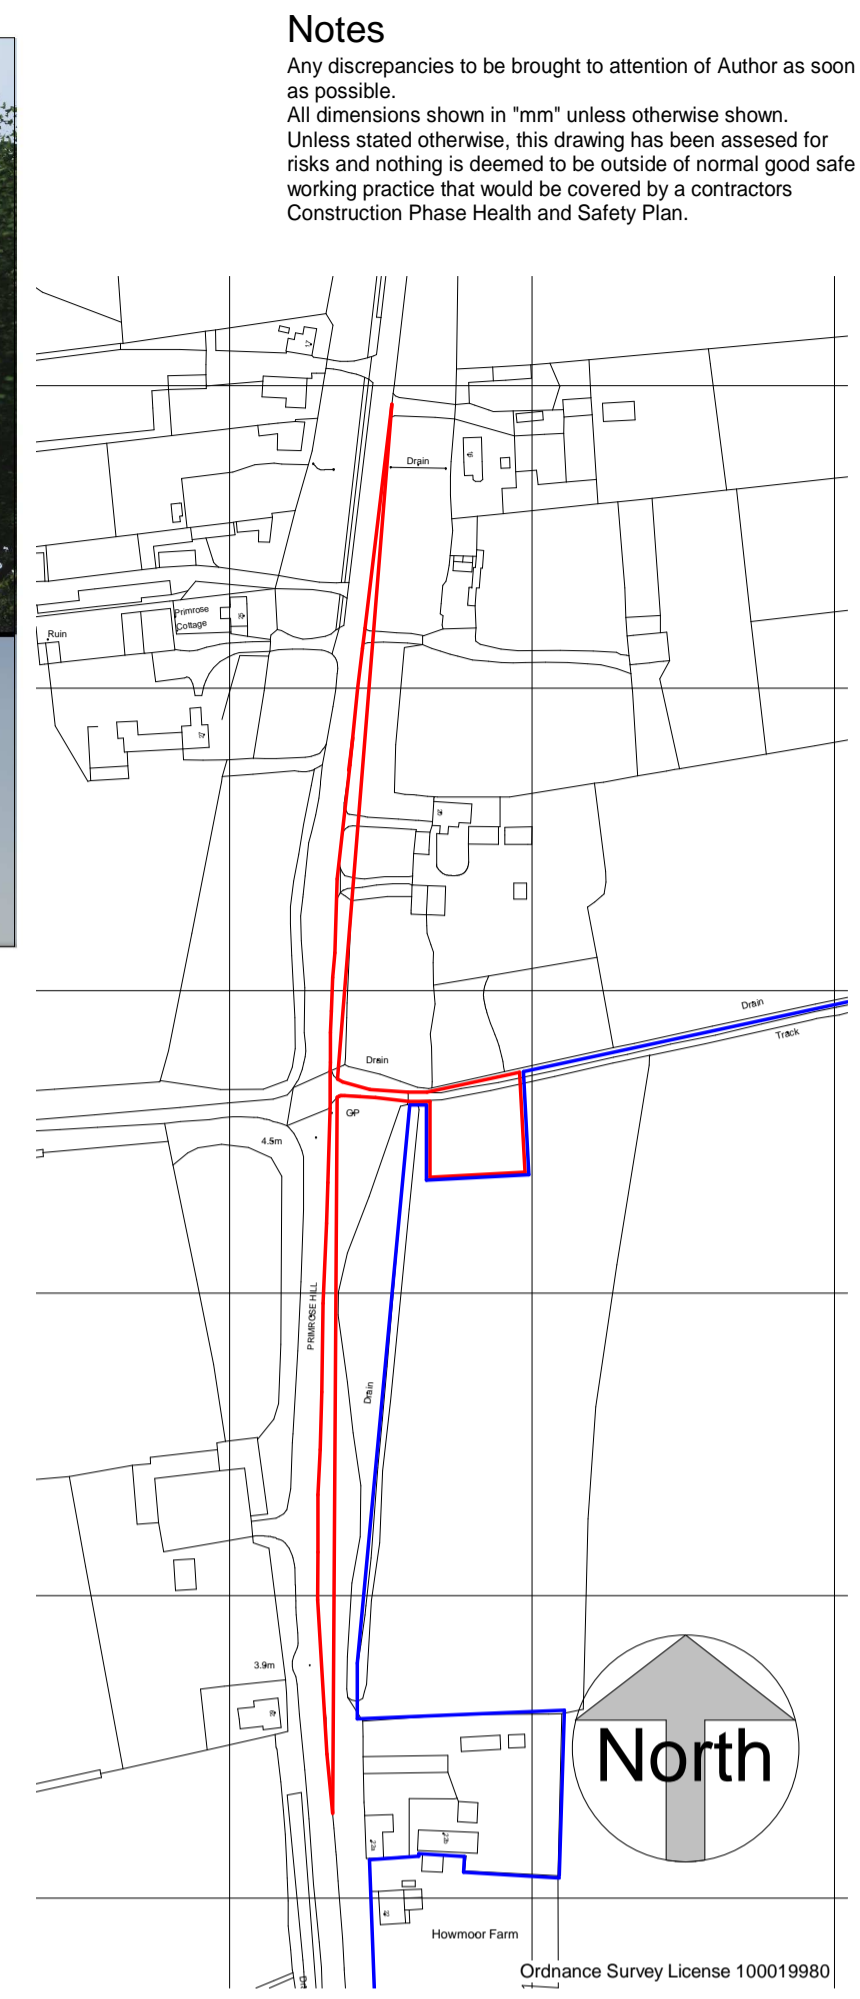 Notes
Any discrepancies to be brought to attention of Author as soon
as possible.
All dimensions shown in "mm" unless otherwise shown.
Unless stated otherwise, this drawing has been assesed for
risks and nothing is deemed to be outside of normal good safe
working practice that would be covered by a contractors
Construction Phase Health and Safety Plan.
Drain
Primrose
Cottage
Ruin
Drain
Track
Drain
GP
4.5m
PRIMROSE HILL
Drain
3.9m
North
Howmoor Farm
Ordnance Survey License 100019980